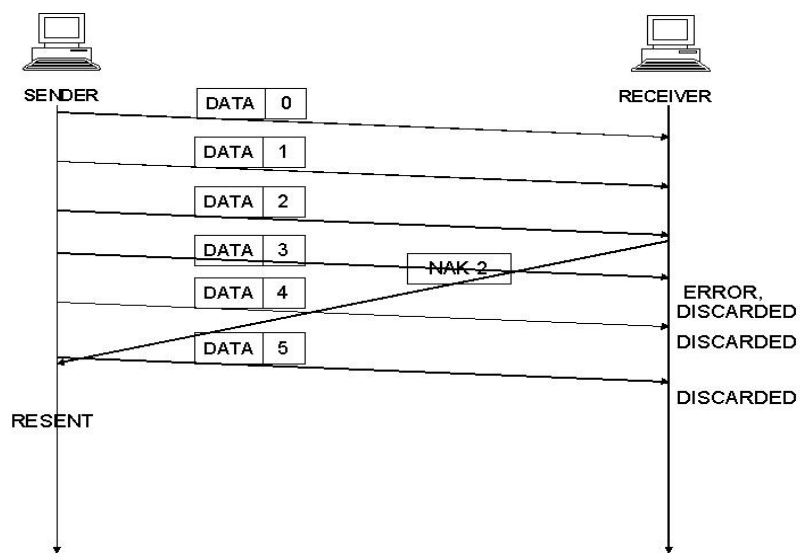 SENDER
RECEIVER
DATA 0
DATA 1
DATA 2
DATA 3
NAK 2
DATA 4
ERROR,
DISCARDED
DISCARDED
DATA 5
DISCARDED
RESENT